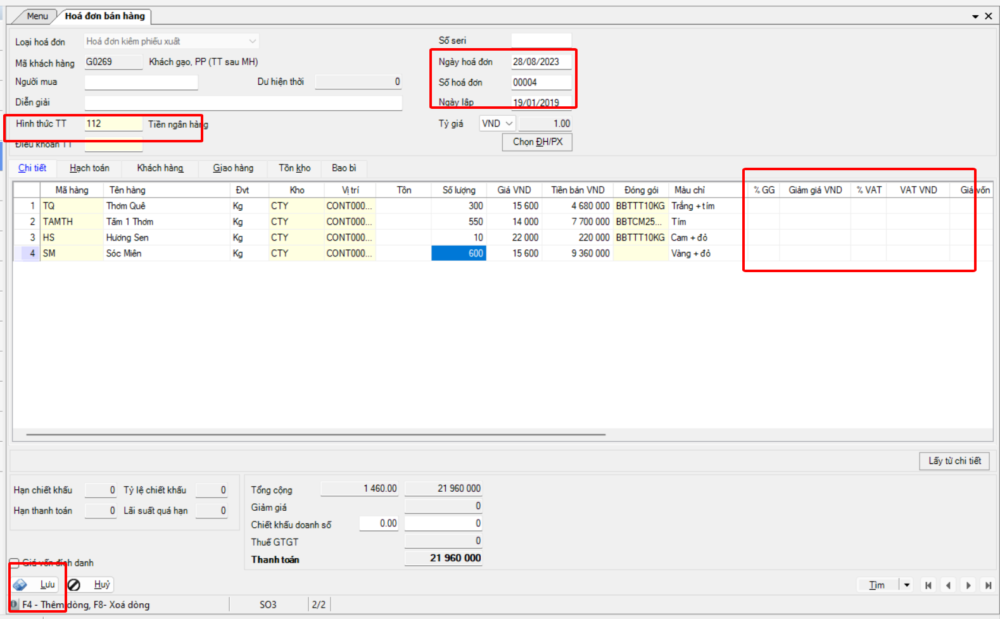 Menu Hoá đơn bán hàng
Loại hoá đơn Hoá đơn kiêm phiếu xuất Số seri
Mã khách hàng G0269 Khách gạo, PP (TT sau MH) Ngày hoá đơn 28/08/2023
Người mua Dư hiện thời 0 Số hoá đơn 00004
Diễn giải Ngày lập 19/01/2019
Hình thức TT 112 Tiền ngân hàng Tỷ giá VND 1.00
Điều khoản TT Chọn ĐH/PX
Chi tiết Hạch toán Khách hàng Giao hàng Tồn kho Bao bì
Mã hàng Tên hàng Đvt Kho Vị trí Tồn Số lượng Giá VND Tiền bán VND Đóng gói Màu chỉ % GG Giảm giá VND % VAT VAT VND Giá vốn
1 TQ Thơm Quê Kg CTY CONT000... 300 15 600 4 680 000 BBTTT10KG Trắng + tím
2 TAMTH Tấm 1 Thơm Kg CTY CONT000... 550 14 000 7 700 000 BBTCM25... Tím
3 HS Hương Sen Kg CTY CONT000... 10 22 000 220 000 BBTTT10KG Cam + đỏ
4 SM Sóc Miên Kg CTY CONT000... 600 15 600 9 360 000 Vàng + đỏ
Lấy từ chi tiết
Hạn chiết khấu 0 Tỷ lệ chiết khấu 0 Tổng cộng 1 460.00 21 960 000
Giảm giá 0
Hạn thanh toán 0 Lãi suất quá hạn 0
Chiết khấu doanh số 0.00 0
Thuế GTGT 0
Thanh toán 21 960 000
Giá vốn đích danh
Lưu Huỷ Tìm
F4 - Thêm dòng, F8- Xoá dòng SO3 2/2